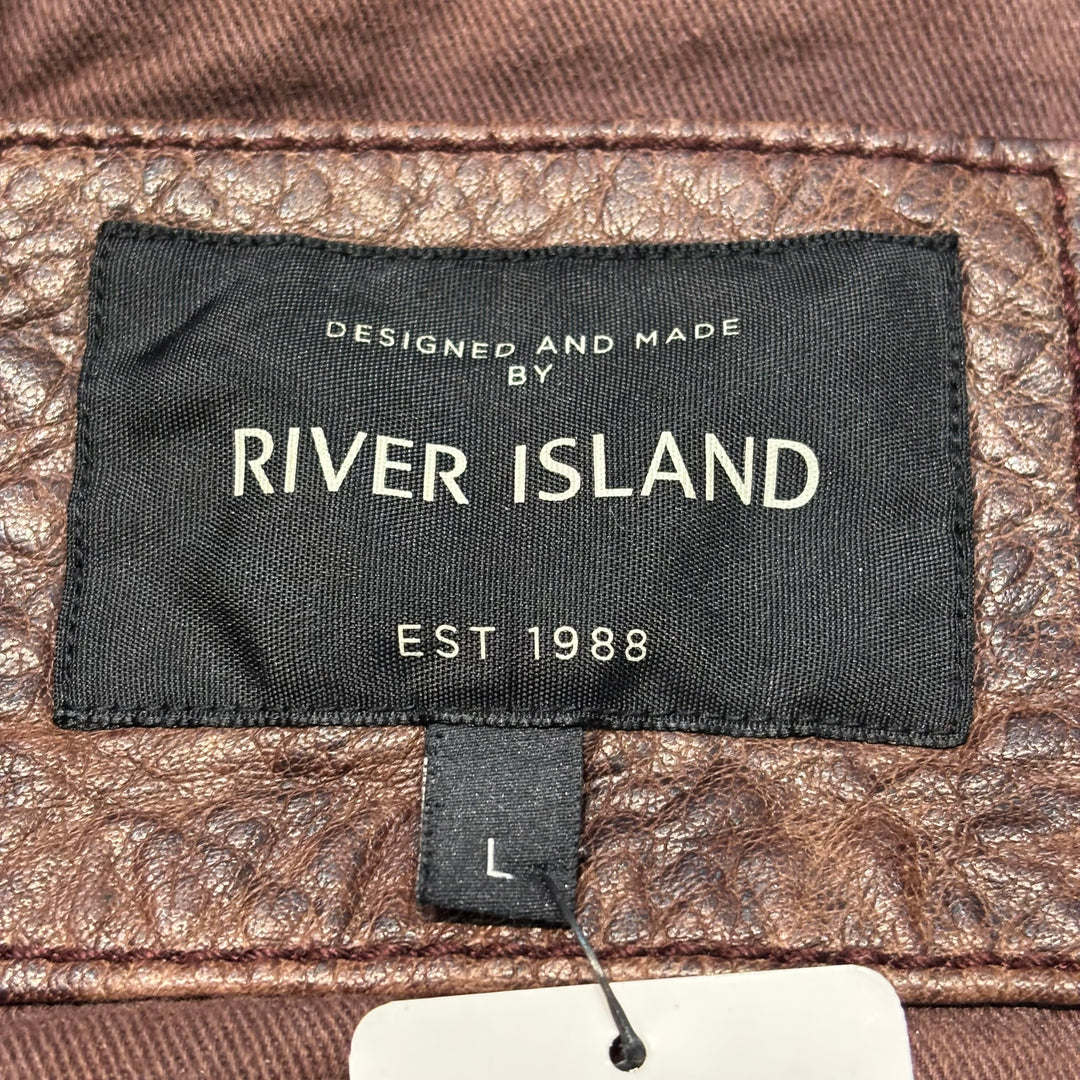 DESIGNED AND MADE
BY
RIVER ISLAND
EST 1988
L